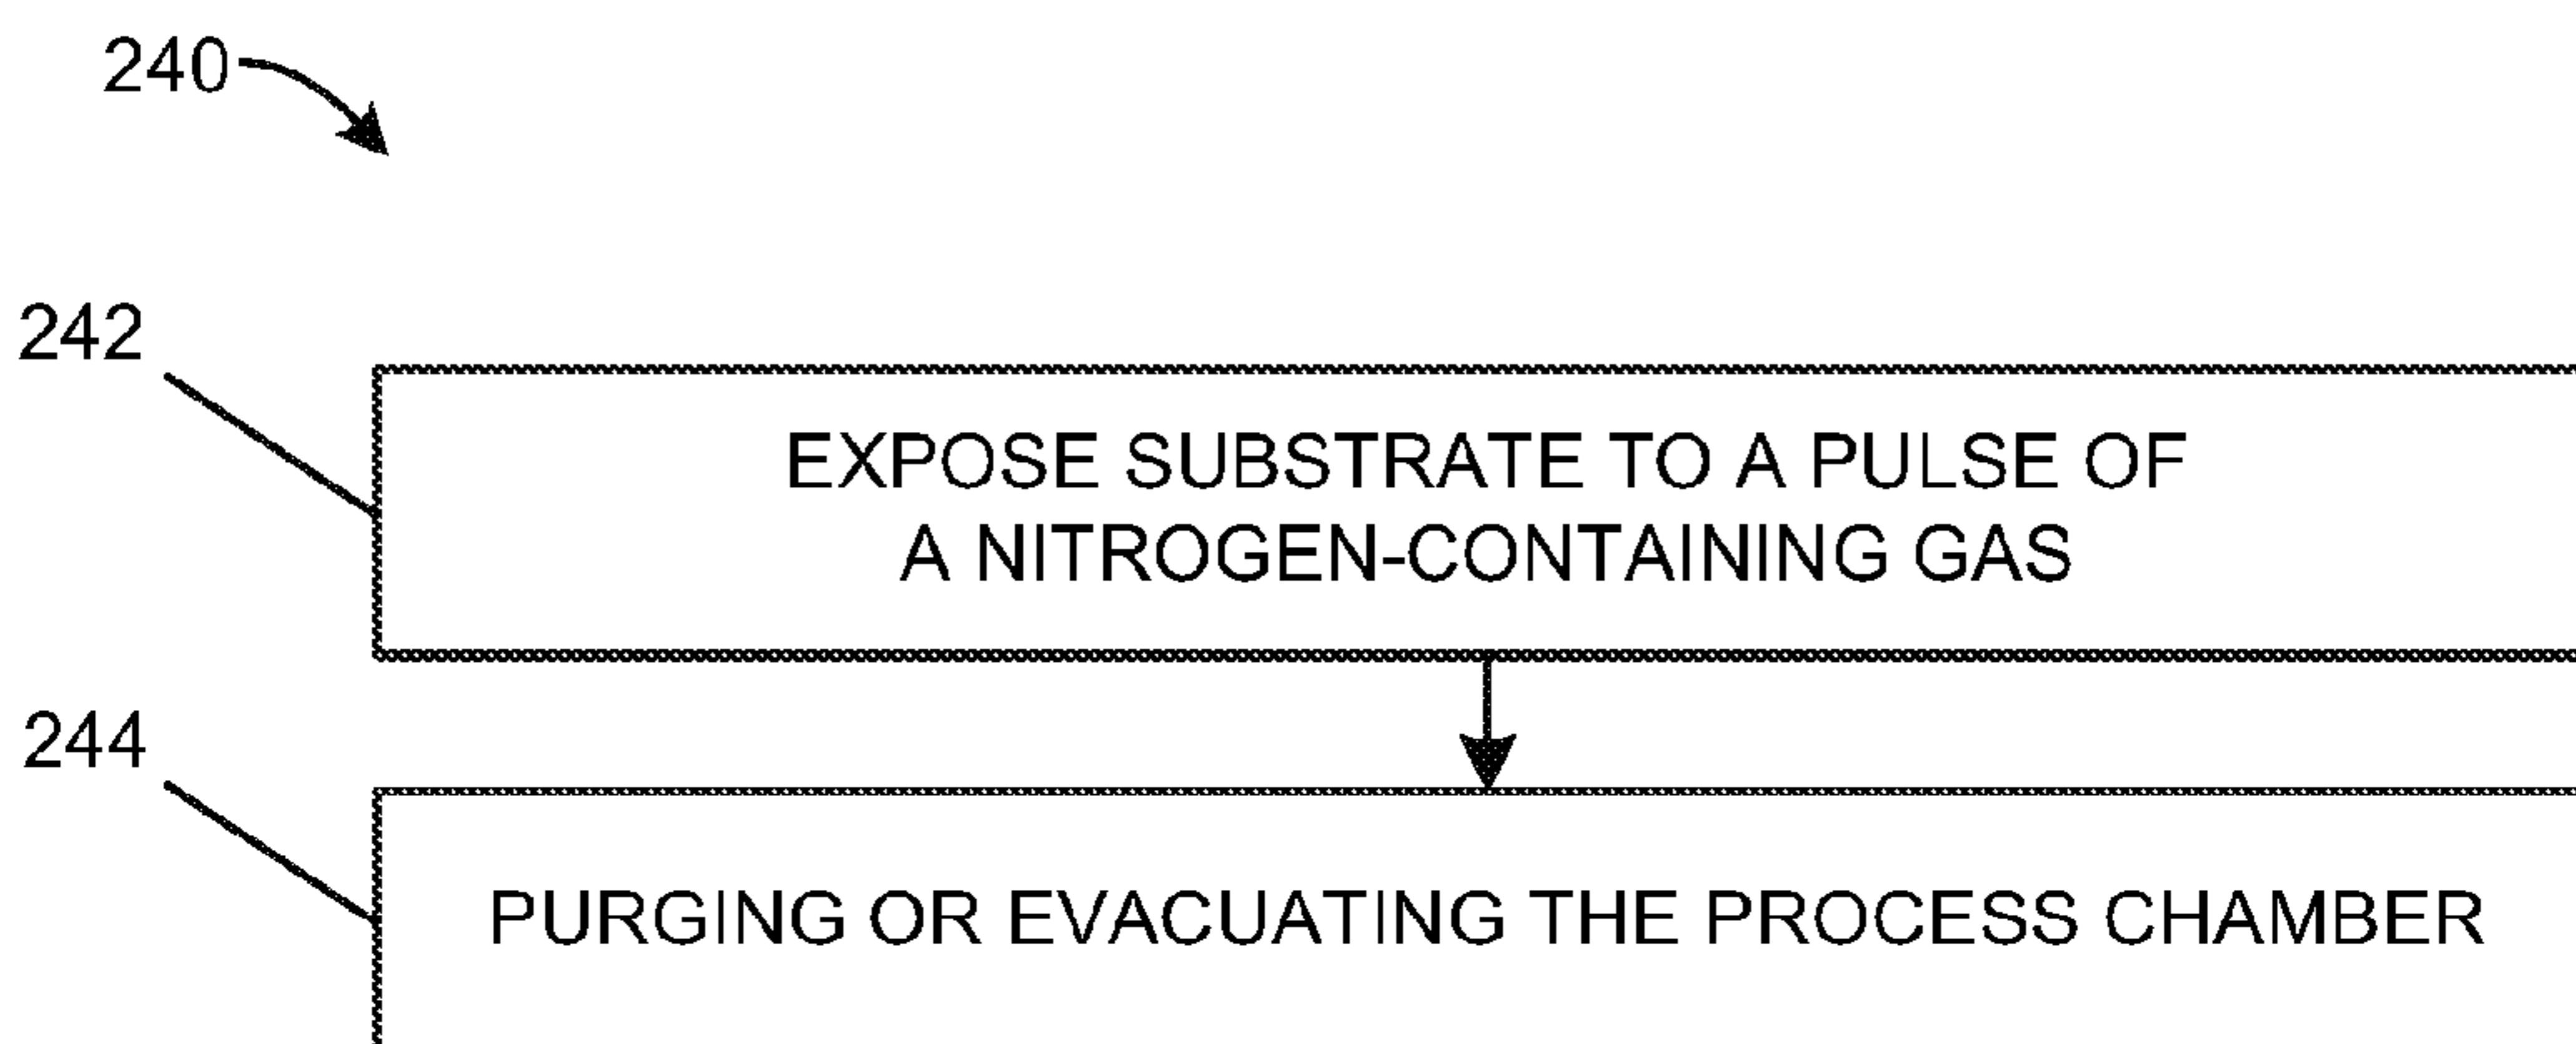 240
242
EXPOSE SUBSTRATE TO A PULSE OF
A NITROGEN-CONTAINING GAS
244
PURGING OR EVACUATING THE PROCESS CHAMBER